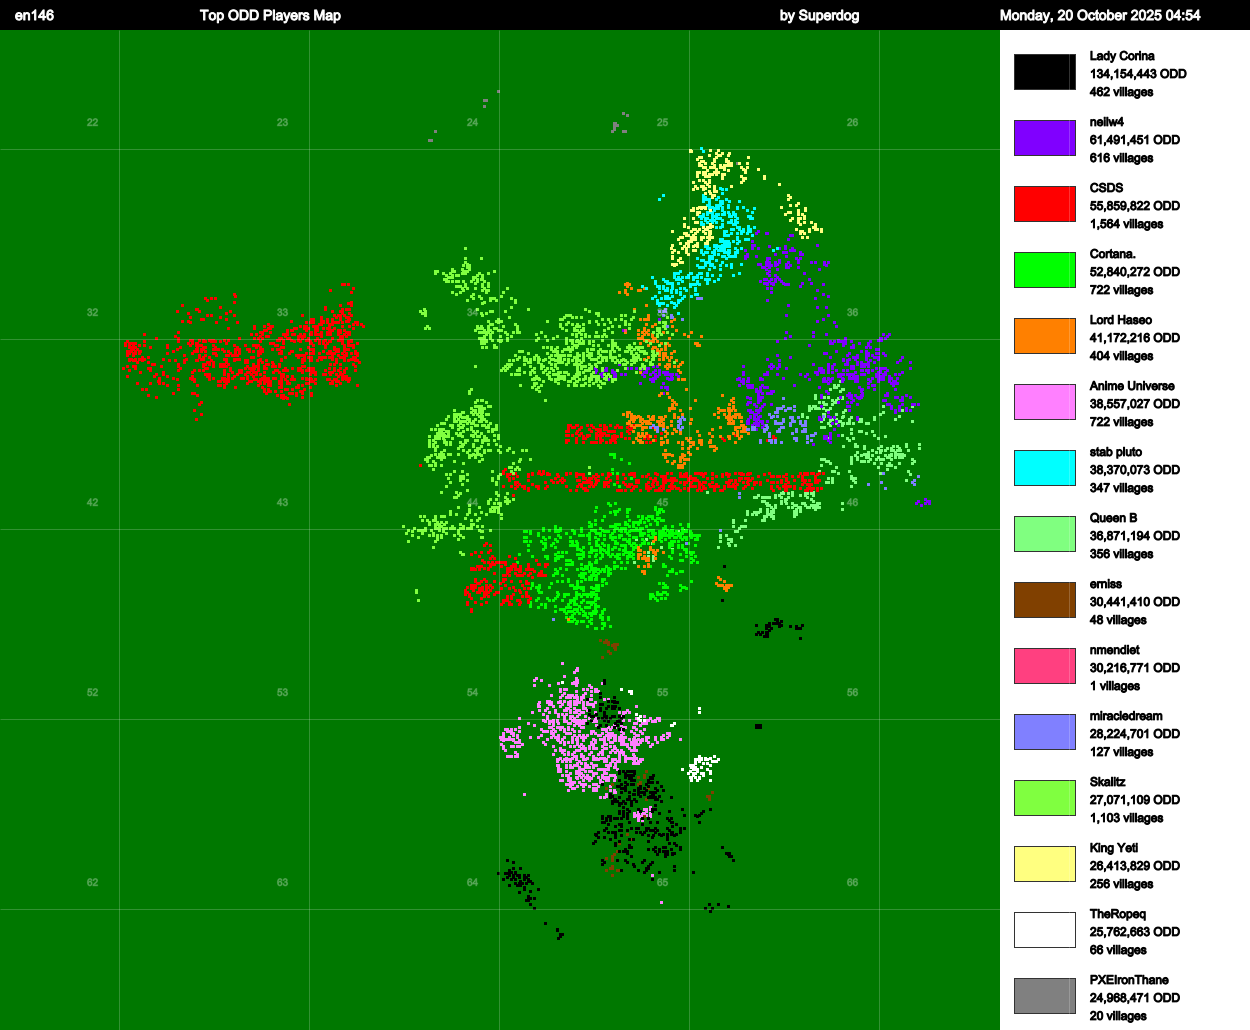 en146 Top ODD Players Map by Superdog Monday, 20 October 2025 04:54
Lady Corina
134,154,443 ODD
462 villages
22 23 24 25 26
neilw4
61,491,451 ODD
616 villages
CSDS
55,859,822 ODD
1,564 villages
Cortana.
52,840,272 ODD
722 villages
32 33 34 36
Lord Haseo
41,172,216 ODD
404 villages
Anime Universe
38,557,027 ODD
722 villages
stab pluto
38,370,073 ODD
347 villages
42 43 44 45 46
Queen B
36,871,194 ODD
356 villages
erniss
30,441,410 ODD
48 villages
nmendlet
30,216,771 ODD
1 villages
52 53 54 55 56
miracledream
28,224,701 ODD
127 villages
Skalitz
27,071,109 ODD
1,103 villages
King Yeti
26,413,829 ODD
256 villages
62 63 64 65 66
TheRopeq
25,762,663 ODD
66 villages
PXEIronThane
24,968,471 ODD
20 villages